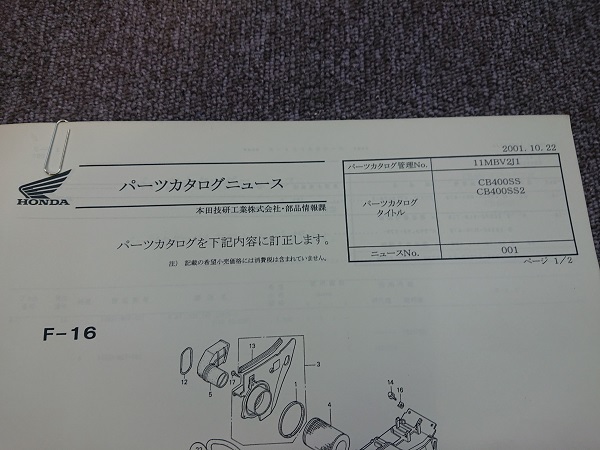 2001. 10. 22
HONDA
パーツカタログニュース
本田技研工業株式会社・部品情報課
パーツカタログ管理No. 11MBV2J1
パーツカタログ
タイトル
CB400SS
CB400SS2
ニュースNo. 001
ページ 1/2
パーツカタログを下記内容に訂正します。
注) 記載の希望小売価格には消費税は含まれていません。
F-16
13
3
12
5
17
1
4
14
16